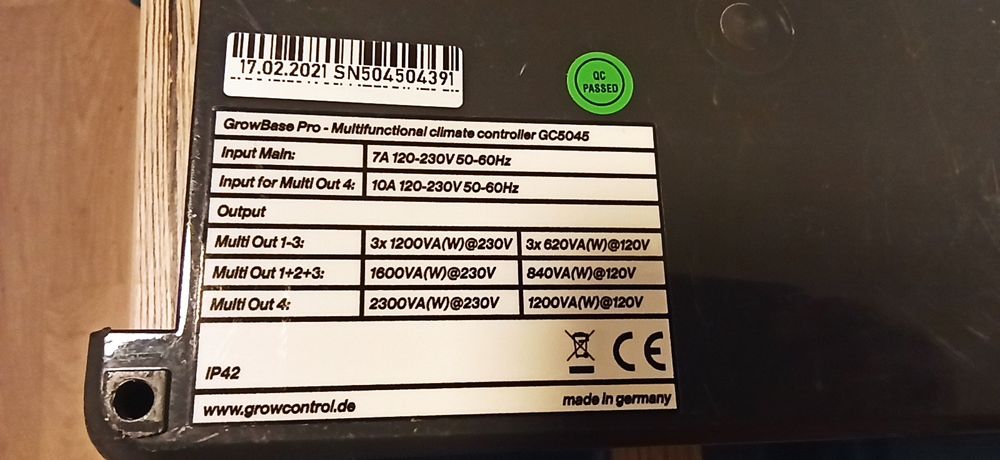 17.02.2021 SN504504391
QC
PASSED
GrowBase Pro - Multifunctional climate controller GC5045
Input Main: 7A 120-230V 50-60Hz
Input for Multi Out 4: 10A 120-230V 50-60Hz
Output
Multi Out 1-3: 3x 1200VA(W)@230V 3x 620VA(W)@120V
Multi Out 1+2+3: 1600VA(W)@230V 840VA(W)@120V
Multi Out 4: 2300VA(W)@230V 1200VA(W)@120V
CE
IP42
www.growcontrol.de made in germany